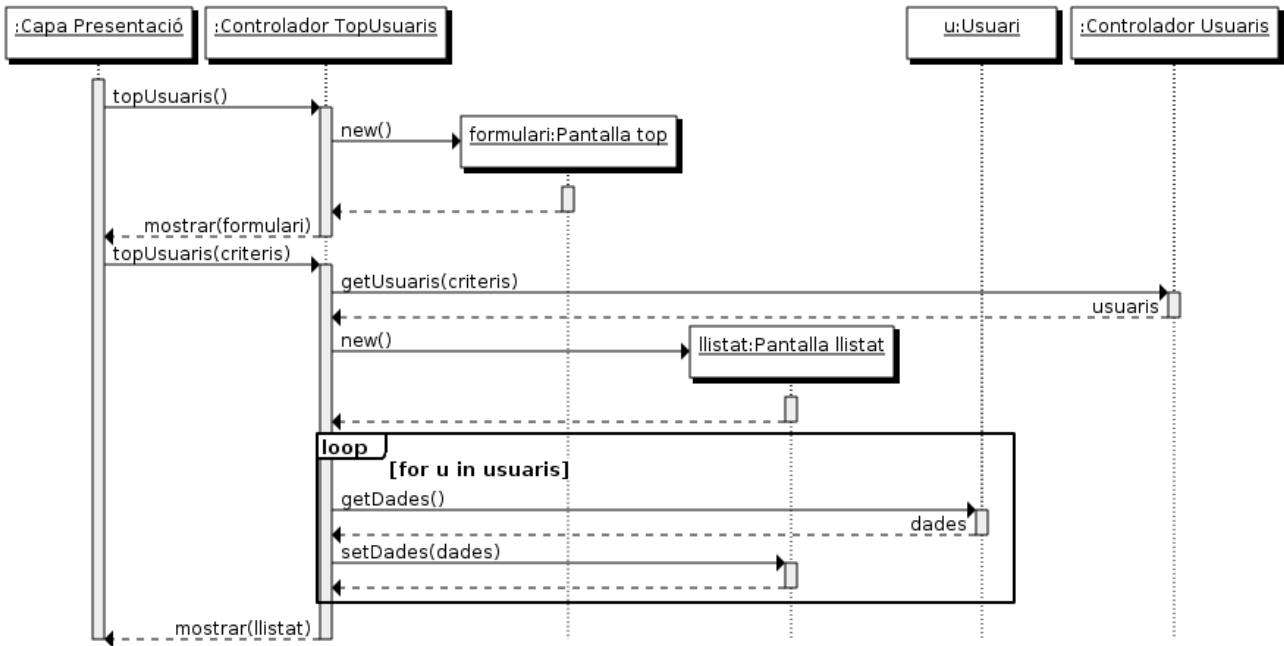 :Capa Presentació
:Controlador TopUsuaris
u:Usuari
:Controlador Usuaris
topUsuaris()
new()
formulari:Pantalla top
mostrar(formulari)
topUsuaris(criteris)
getUsuaris(criteris)
usuaris
new()
llistat:Pantalla llistat
loop
[for u in usuaris]
getDades()
dades
setDades(dades)
mostrar(llistat)